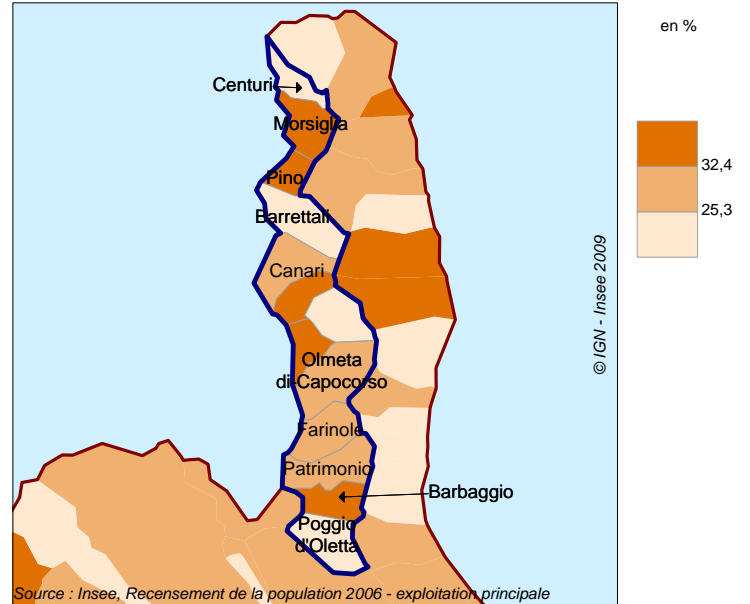 en %
32,4
25,3
Centuri
Morsiglia
Pino
Barrettali
Canari
Olmeta
di-Capocorso
Farinole
Patrimonio
Barbaggio
Poggio
d'Oletta
© IGN - Insee 2009
Source : Insee, Recensement de la population 2006 - exploitation principale